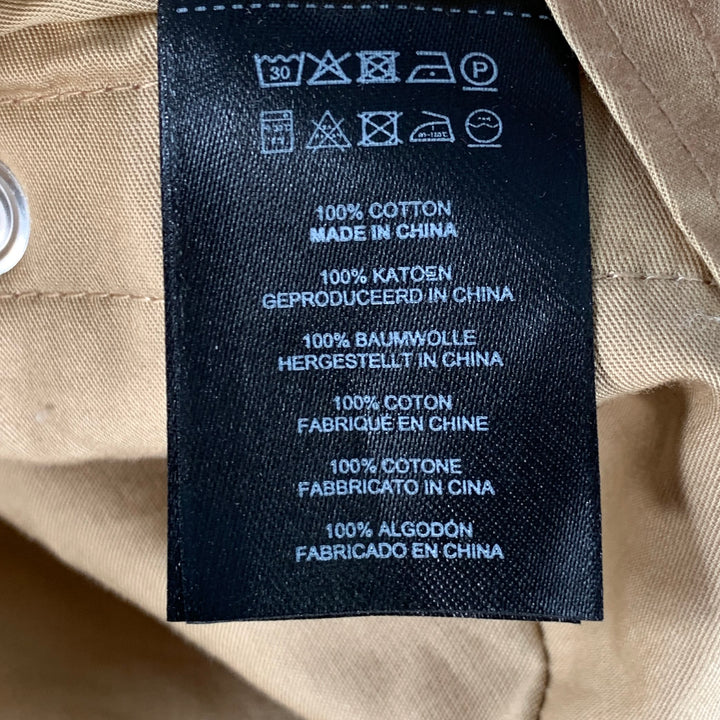 30 P
100% COTTON
MADE IN CHINA
100% KATOEN
GEPRODUCEERD IN CHINA
100% BAUMWOLLE
HERGESTELLT IN CHINA
100% COTON
FABRIQUÉ EN CHINE
100% COTONE
FABBRICATO IN CINA
100% ALGODÓN
FABRICADO EN CHINA